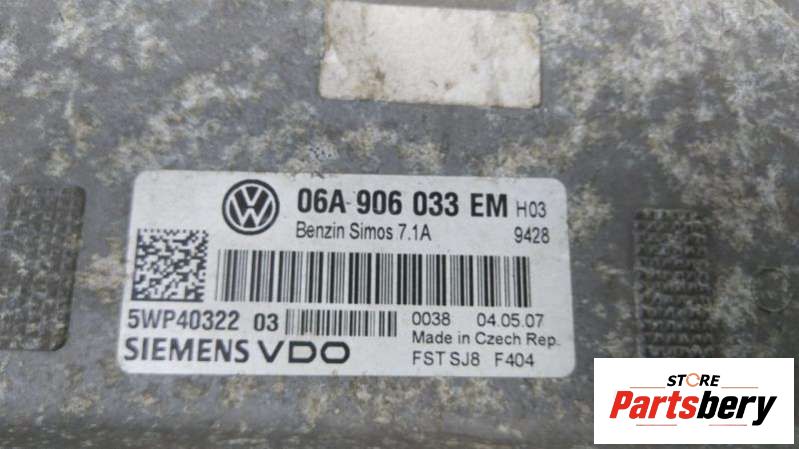 06A 906 033 EM H03
Benzin Simos 7.1A 9428
5WP40322 03 0038 04.05.07
Made in Czech Rep.
SIEMENS VDO FST SJ8 F404
STORE
Partsbery